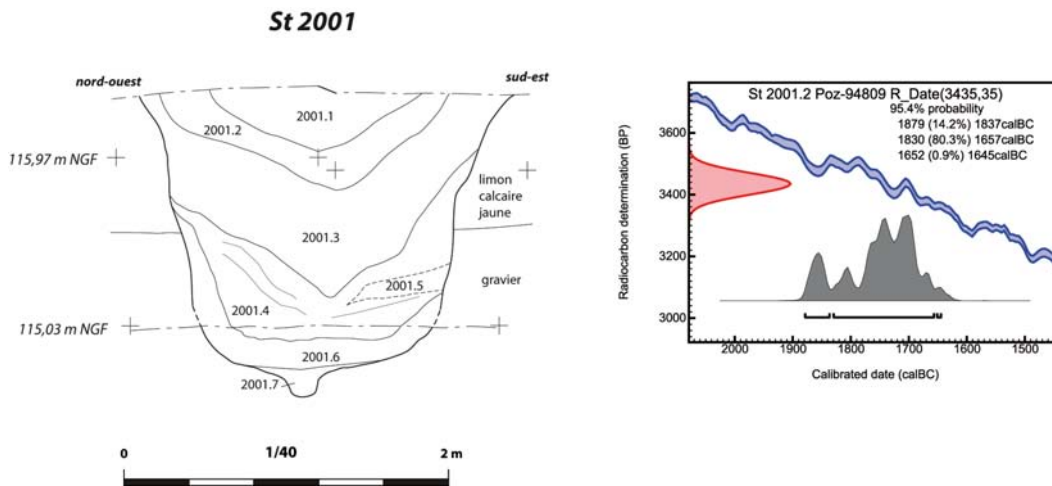 St 2001
nord-ouest
sud-est
2001.1
2001.2
115,97 m NGF
limon
calcaire
jaune
2001.3
gravier
2001.5
2001.4
115,03 m NGF
2001.6
2001.7
0
1/40
2 m
St 2001.2 Poz-94809 R_Date(3435,35)
95.4% probability
1879 (14.2%) 1837calBC
1830 (80.3%) 1657calBC
1652 (0.9%) 1645calBC
Radiocarbon determination (BP)
3600
3400
3200
3000
2000 1900 1800 1700 1600 1500
Calibrated date (calBC)